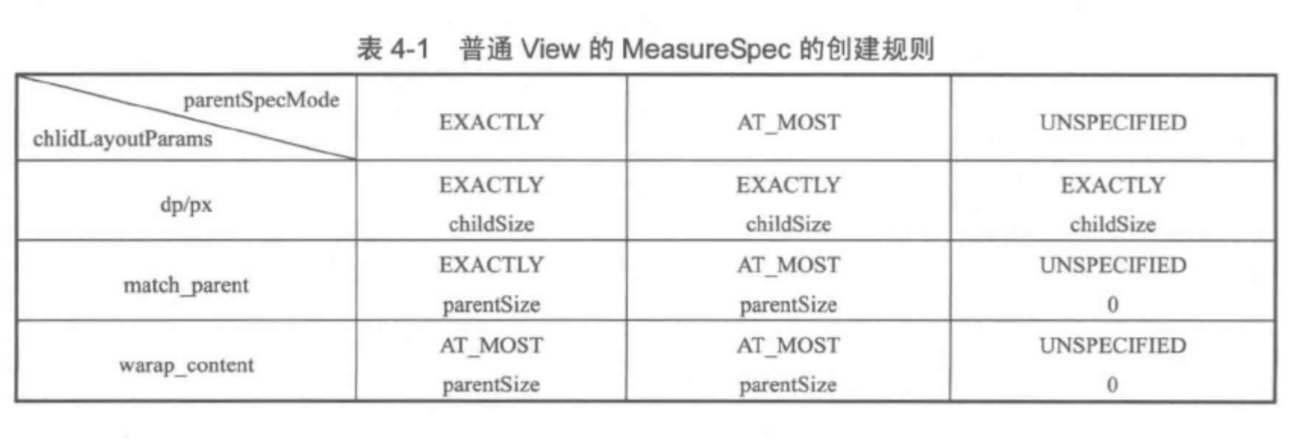 表 4-1 普通 View 的 MeasureSpec 的创建规则
parentSpecMode
chlidLayoutParams
EXACTLY
AT_MOST
UNSPECIFIED
dp/px
EXACTLY
childSize
EXACTLY
childSize
EXACTLY
childSize
match_parent
EXACTLY
parentSize
AT_MOST
parentSize
UNSPECIFIED
0
warap_content
AT_MOST
parentSize
AT_MOST
parentSize
UNSPECIFIED
0